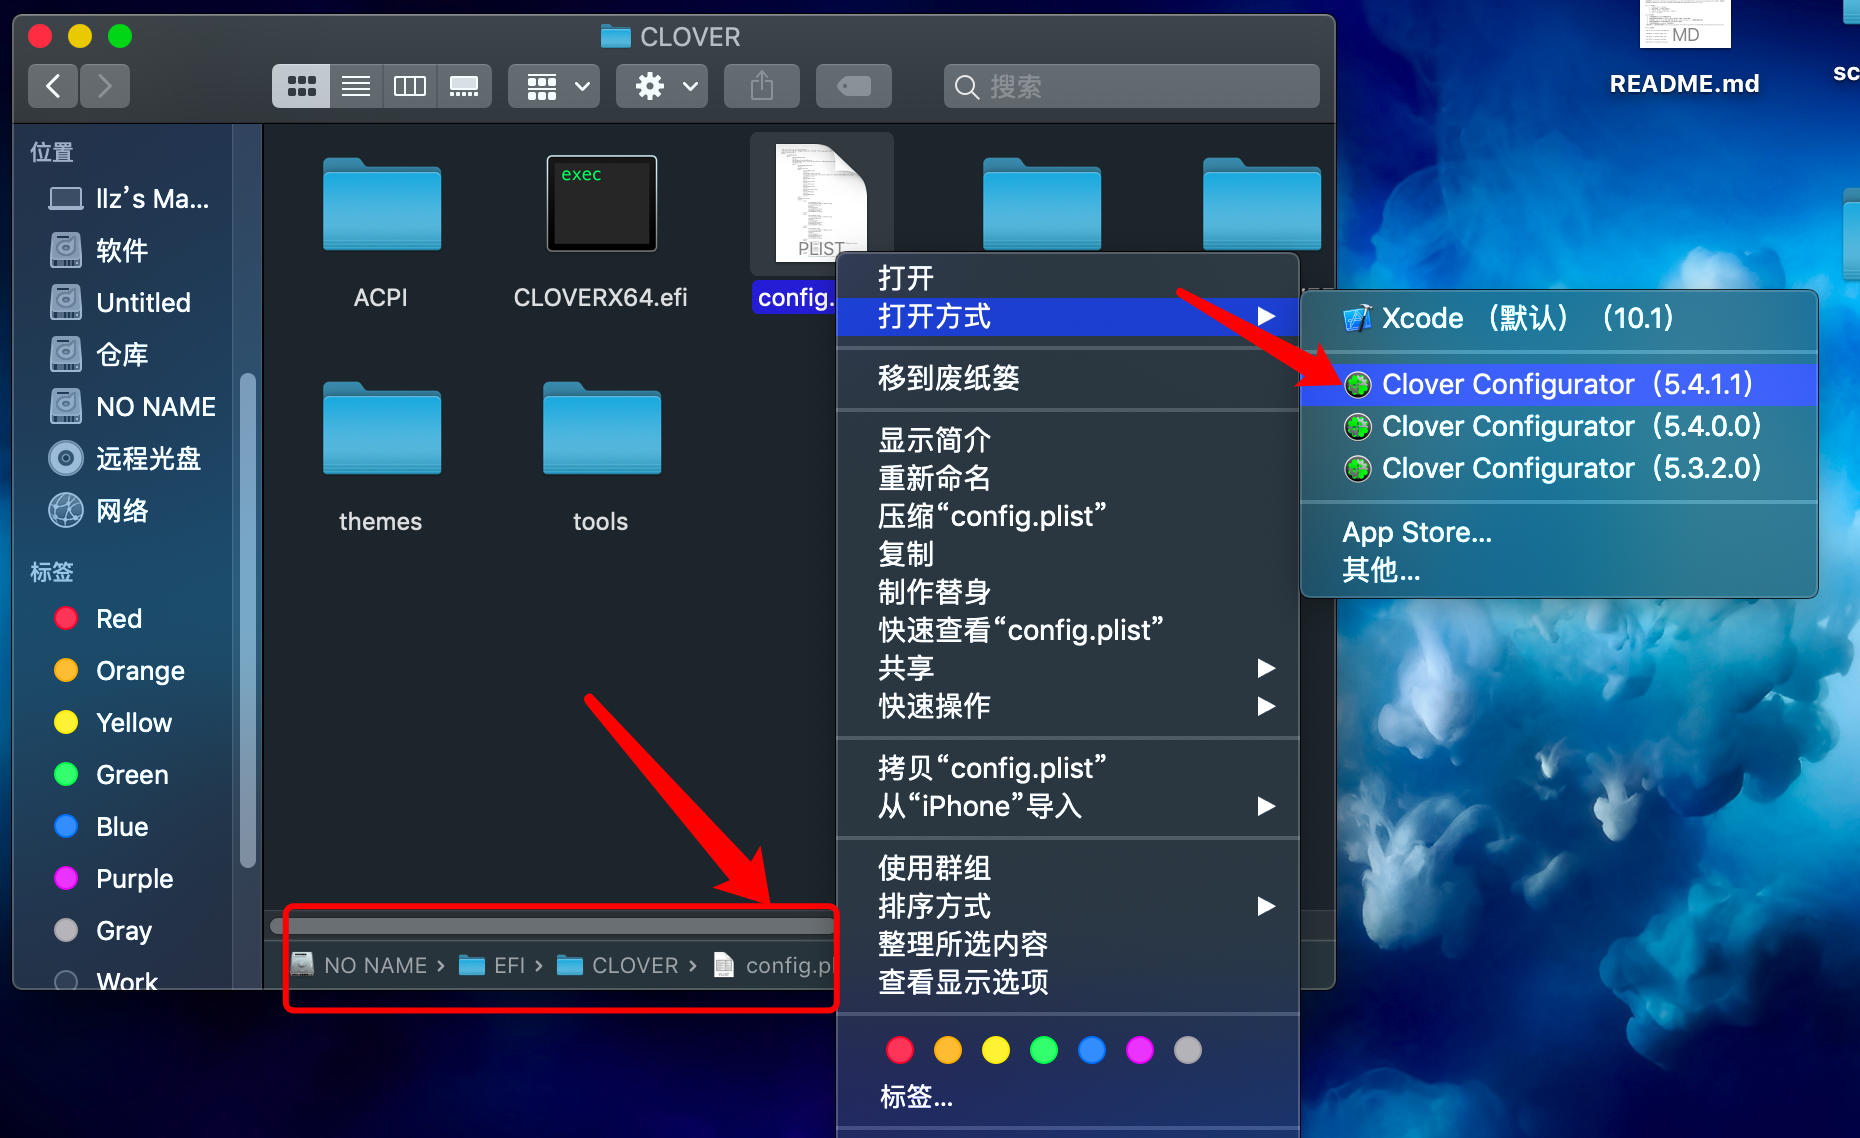 CLOVER
搜索
位置
llz’s Ma...
软件
Untitled
仓库
NO NAME
远程光盘
网络
标签
Red
Orange
Yellow
Green
Blue
Purple
Gray
Work
exec
PLIST
ACPI
CLOVERX64.efi
config.
themes
tools
NO NAME › EFI › CLOVER › config.pl
打开
打开方式
移到废纸篓
显示简介
重新命名
压缩“config.plist”
复制
制作替身
快速查看“config.plist”
共享
快速操作
拷贝“config.plist”
从“iPhone”导入
使用群组
排序方式
整理所选内容
查看显示选项
标签...
Xcode （默认） （10.1）
Clover Configurator（5.4.1.1）
Clover Configurator（5.4.0.0）
Clover Configurator（5.3.2.0）
App Store...
其他...
MD
README.md
sc